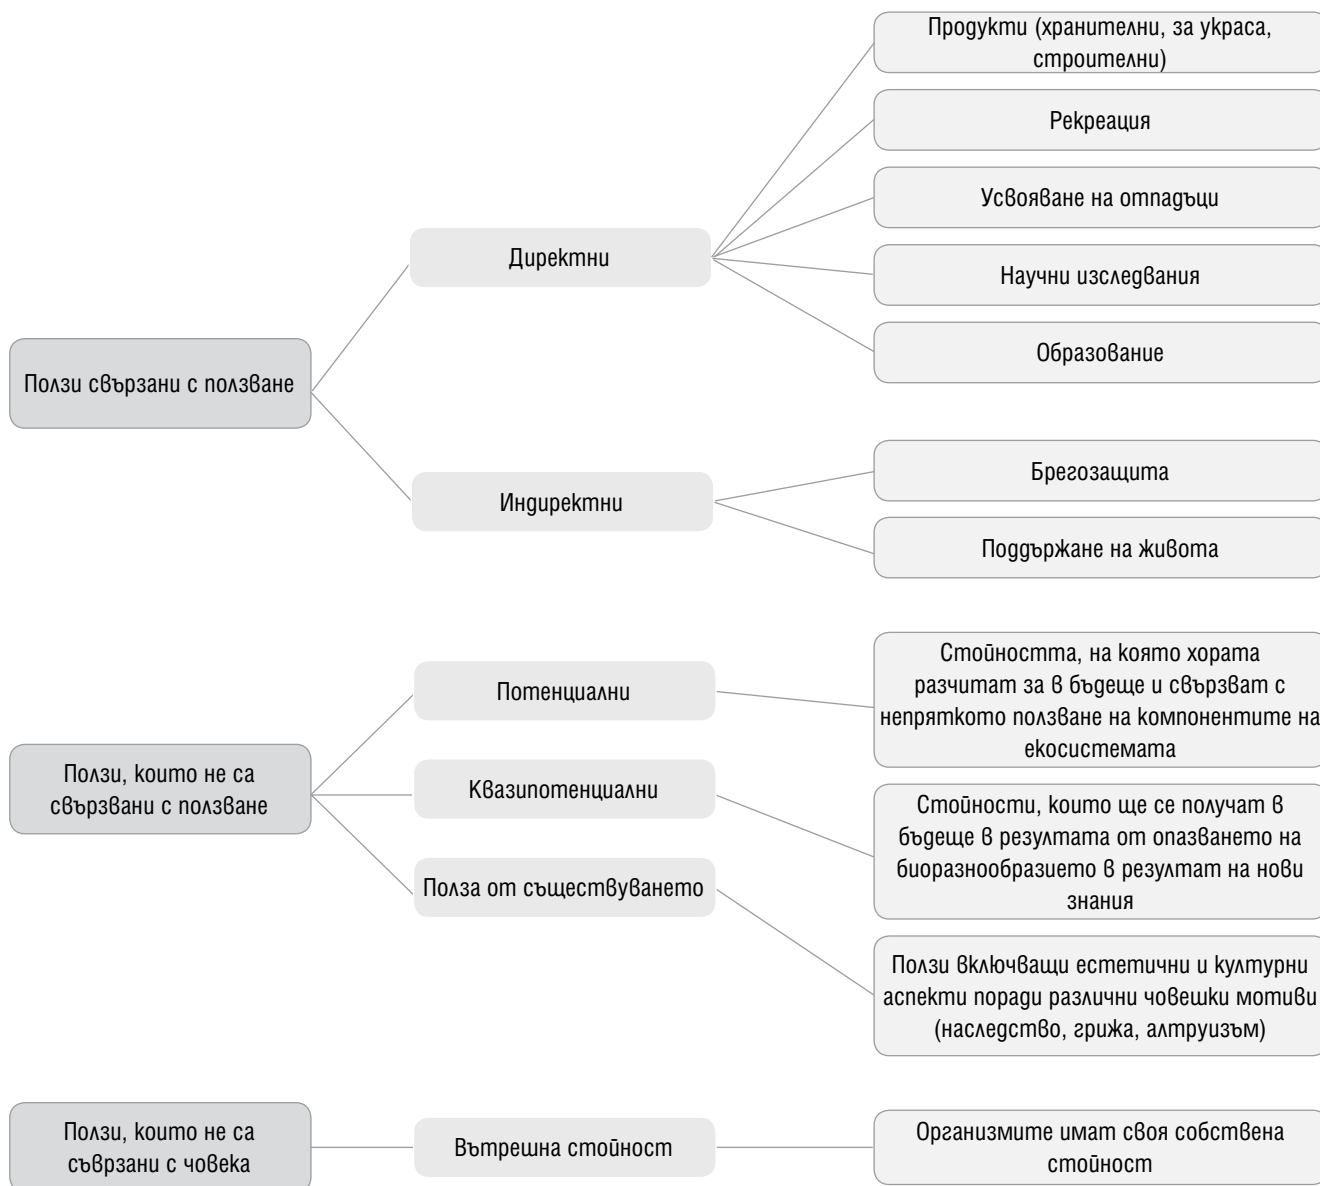 Продукти (хранителни, за украса,
строителни)
Рекреация
Усвояване на отпадъци
Директни
Научни изследвания
Образование
Ползи свързани с ползване
Брегозащита
Индиректни
Поддържане на живота
Стойността, на която хората
разчитат за в бъдеще и свързват с
непряткото ползване на компонентите на
екосистемата
Потенциални
Ползи, които не са
свързвани с ползване
Квазипотенциални
Стойности, които ще се получат в
бъдеще в резултата от опазването на
биоразнообразието в резултат на нови
знания
Полза от съществуването
Ползи включващи естетични и културни
аспекти поради различни човешки мотиви
(наследство, грижа, алтруизъм)
Ползи, които не са
съврзани с човека
Вътрешна стойност
Организмите имат своя собствена
стойност